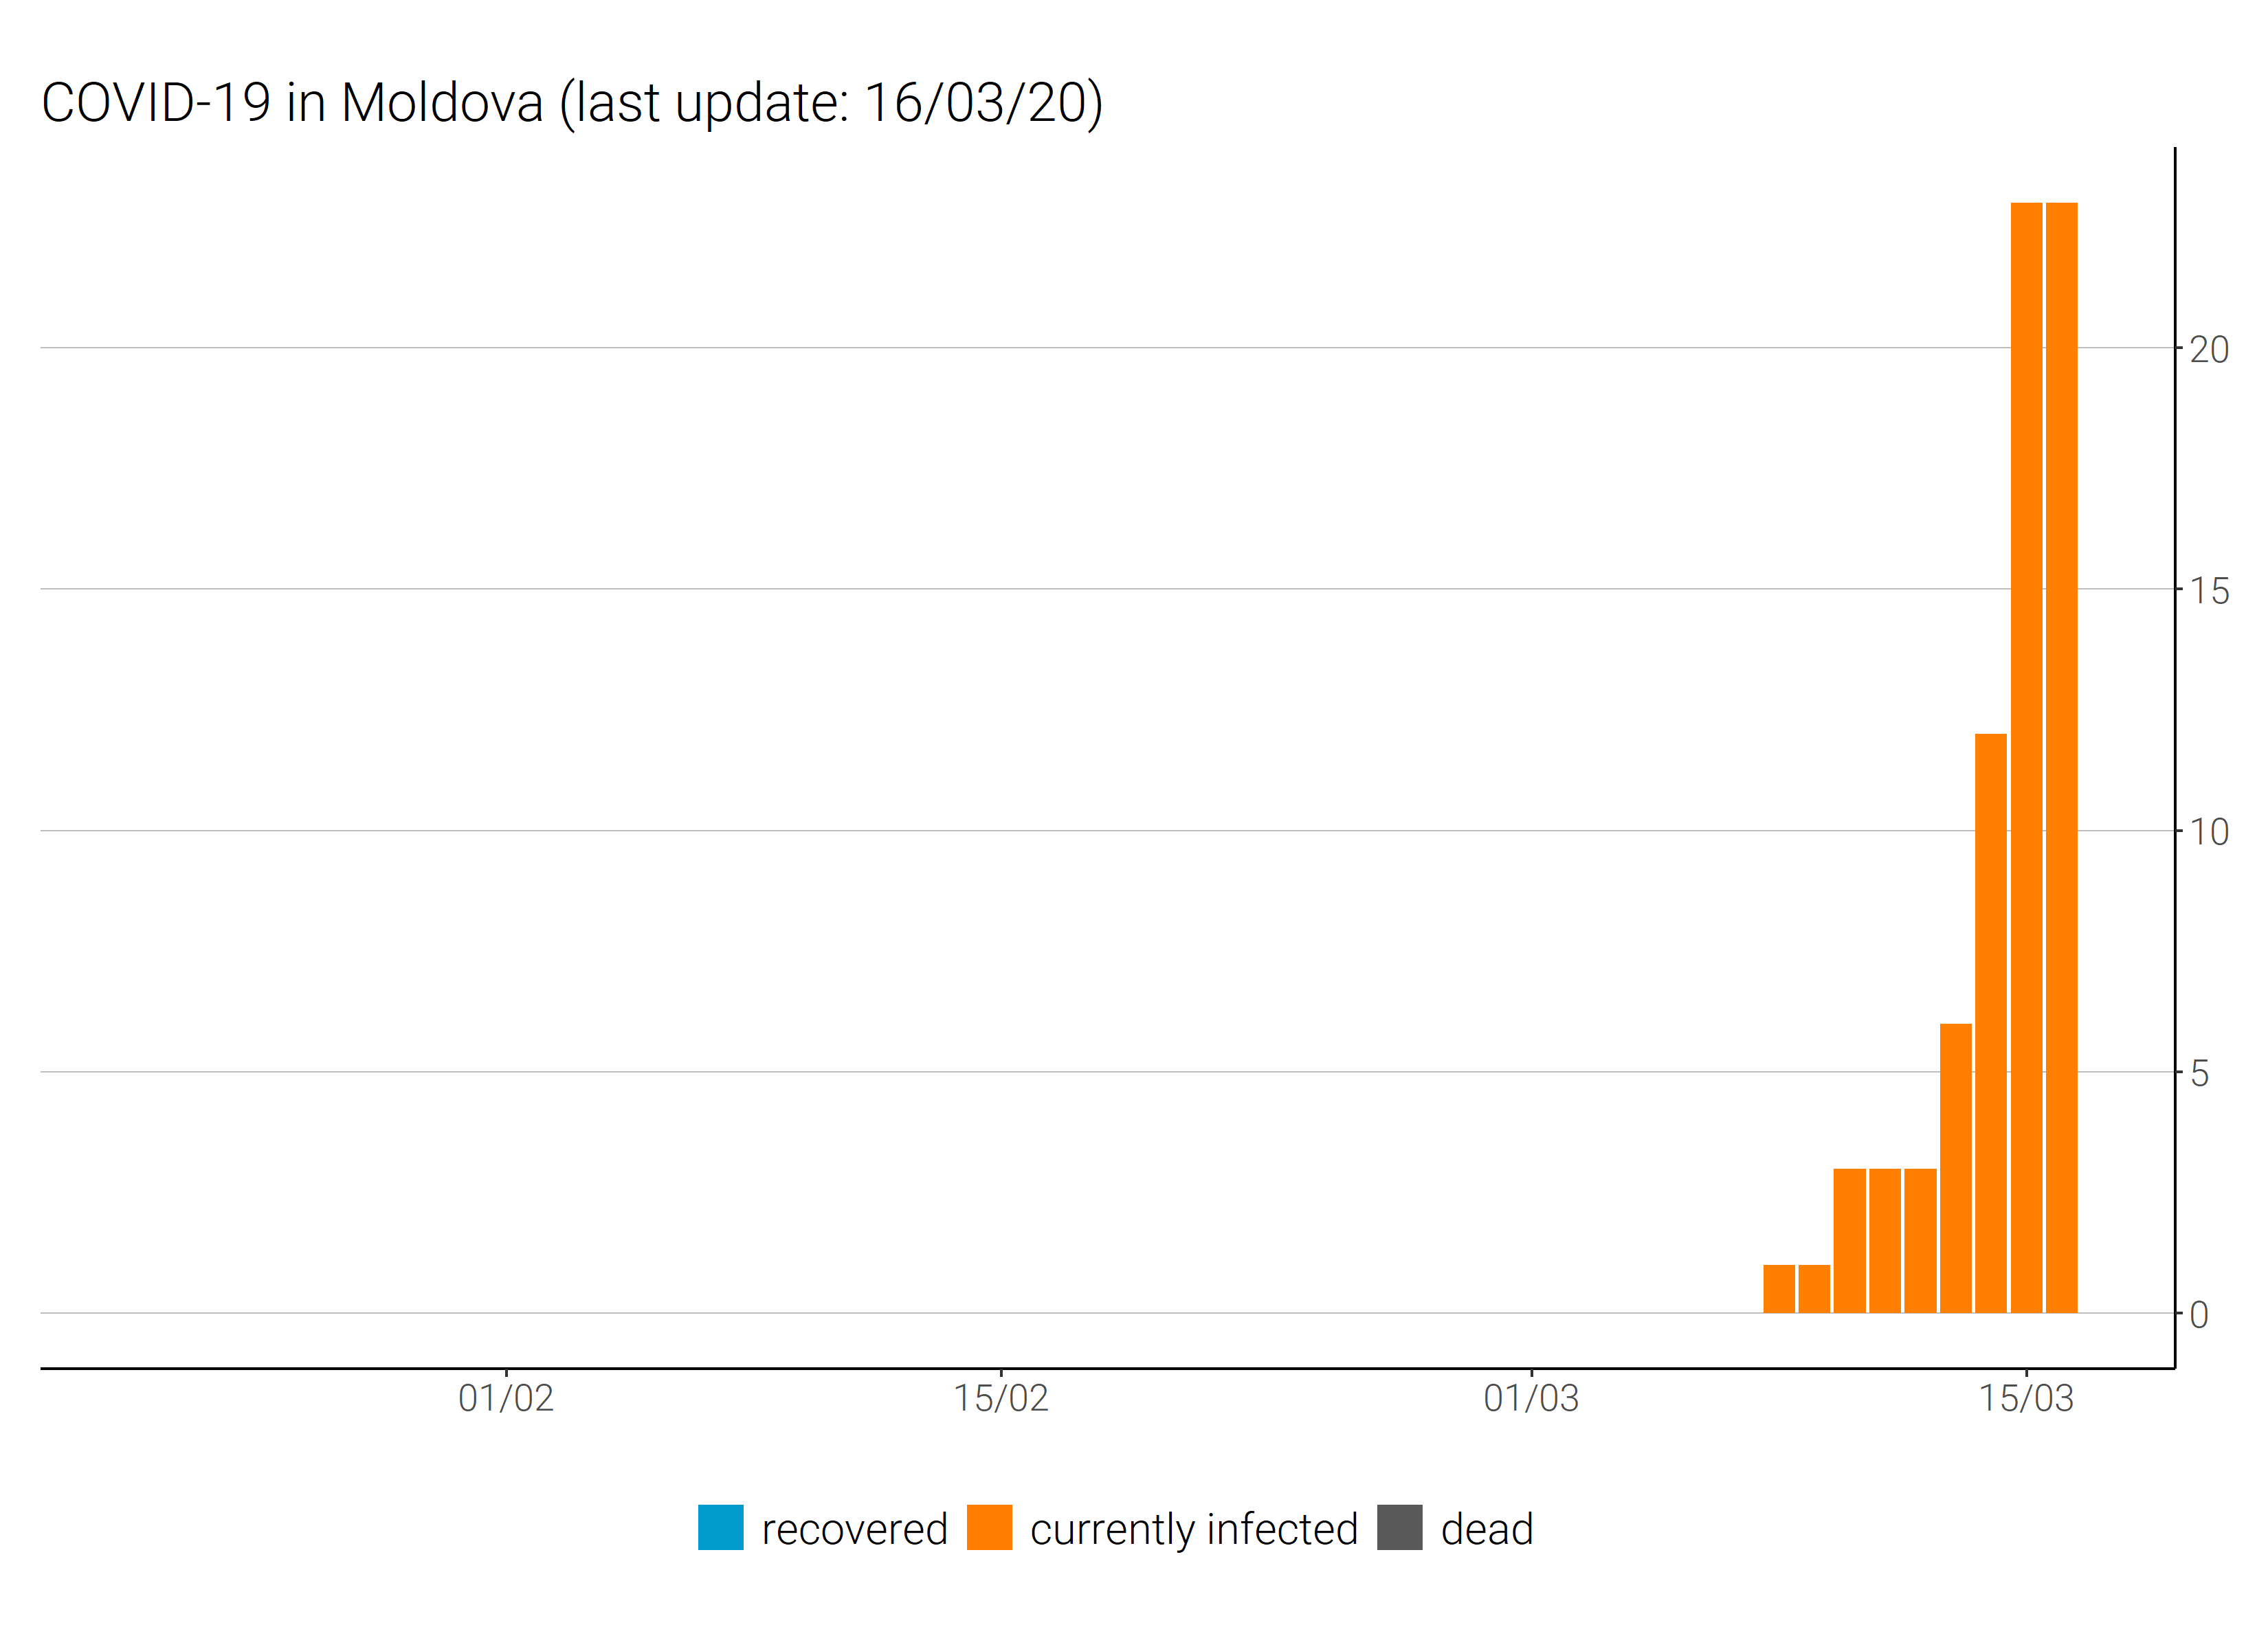 COVID-19 in Moldova (last update: 16/03/20)
20
15
10
5
0
01/02 15/02 01/03 15/03
recovered currently infected dead